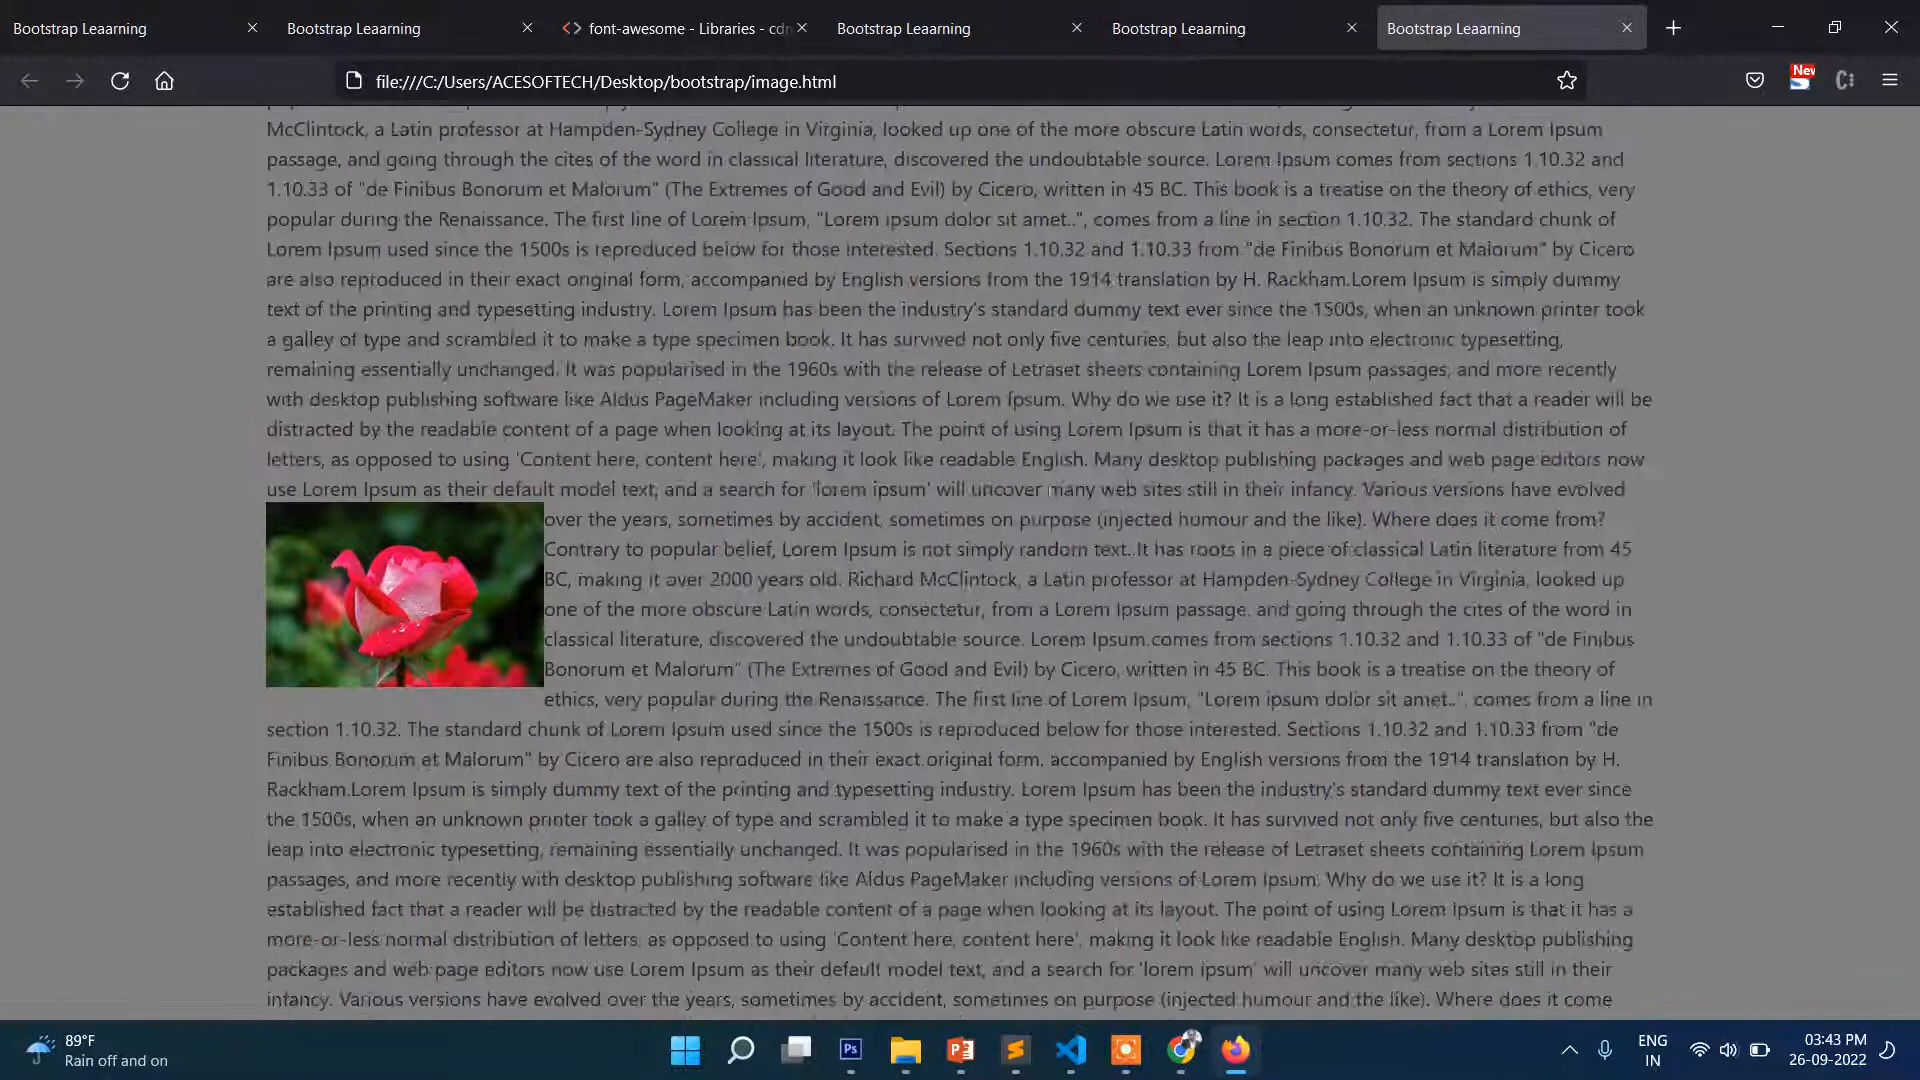 Bootstrap Leaarning
Bootstrap Leaarning
font-awesome - Libraries - cdn
Bootstrap Leaarning
Bootstrap Leaarning
Bootstrap Leaarning
file:///C:/Users/ACESOFTECH/Desktop/bootstrap/image.html
New
McClintock, a Latin professor at Hampden-Sydney College in Virginia, looked up one of the more obscure Latin words, consectetur, from a Lorem Ipsum
passage, and going through the cites of the word in classical literature, discovered the undoubtable source. Lorem Ipsum comes from sections 1.10.32 and
1.10.33 of "de Finibus Bonorum et Malorum" (The Extremes of Good and Evil) by Cicero, written in 45 BC. This book is a treatise on the theory of ethics, very
popular during the Renaissance. The first line of Lorem Ipsum, "Lorem ipsum dolor sit amet..", comes from a line in section 1.10.32. The standard chunk of
Lorem Ipsum used since the 1500s is reproduced below for those interested. Sections 1.10.32 and 1.10.33 from "de Finibus Bonorum et Malorum" by Cicero
are also reproduced in their exact original form, accompanied by English versions from the 1914 translation by H. Rackham.Lorem Ipsum is simply dummy
text of the printing and typesetting industry. Lorem Ipsum has been the industry's standard dummy text ever since the 1500s, when an unknown printer took
a galley of type and scrambled it to make a type specimen book. It has survived not only five centuries, but also the leap into electronic typesetting,
remaining essentially unchanged. It was popularised in the 1960s with the release of Letraset sheets containing Lorem Ipsum passages, and more recently
with desktop publishing software like Aldus PageMaker including versions of Lorem Ipsum. Why do we use it? It is a long established fact that a reader will be
distracted by the readable content of a page when looking at its layout. The point of using Lorem Ipsum is that it has a more-or-less normal distribution of
letters, as opposed to using 'Content here, content here', making it look like readable English. Many desktop publishing packages and web page editors now
use Lorem Ipsum as their default model text, and a search for 'lorem ipsum' will uncover many web sites still in their infancy. Various versions have evolved
over the years, sometimes by accident, sometimes on purpose (injected humour and the like). Where does it come from?
Contrary to popular belief, Lorem Ipsum is not simply random text. It has roots in a piece of classical Latin literature from 45
BC, making it over 2000 years old. Richard McClintock, a Latin professor at Hampden-Sydney College in Virginia, looked up
one of the more obscure Latin words, consectetur, from a Lorem Ipsum passage, and going through the cites of the word in
classical literature, discovered the undoubtable source. Lorem Ipsum comes from sections 1.10.32 and 1.10.33 of "de Finibus
Bonorum et Malorum" (The Extremes of Good and Evil) by Cicero, written in 45 BC. This book is a treatise on the theory of
ethics, very popular during the Renaissance. The first line of Lorem Ipsum, "Lorem ipsum dolor sit amet..", comes from a line in
section 1.10.32. The standard chunk of Lorem Ipsum used since the 1500s is reproduced below for those interested. Sections 1.10.32 and 1.10.33 from "de
Finibus Bonorum et Malorum" by Cicero are also reproduced in their exact original form, accompanied by English versions from the 1914 translation by H.
Rackham.Lorem Ipsum is simply dummy text of the printing and typesetting industry. Lorem Ipsum has been the industry's standard dummy text ever since
the 1500s, when an unknown printer took a galley of type and scrambled it to make a type specimen book. It has survived not only five centuries, but also the
leap into electronic typesetting, remaining essentially unchanged. It was popularised in the 1960s with the release of Letraset sheets containing Lorem Ipsum
passages, and more recently with desktop publishing software like Aldus PageMaker including versions of Lorem Ipsum. Why do we use it? It is a long
established fact that a reader will be distracted by the readable content of a page when looking at its layout. The point of using Lorem Ipsum is that it has a
more-or-less normal distribution of letters, as opposed to using 'Content here, content here', making it look like readable English. Many desktop publishing
packages and web page editors now use Lorem Ipsum as their default model text, and a search for 'lorem ipsum' will uncover many web sites still in their
infancy. Various versions have evolved over the years, sometimes by accident, sometimes on purpose (injected humour and the like). Where does it come
89°F
Rain off and on
Ps
ENG
IN
03:43 PM
26-09-2022